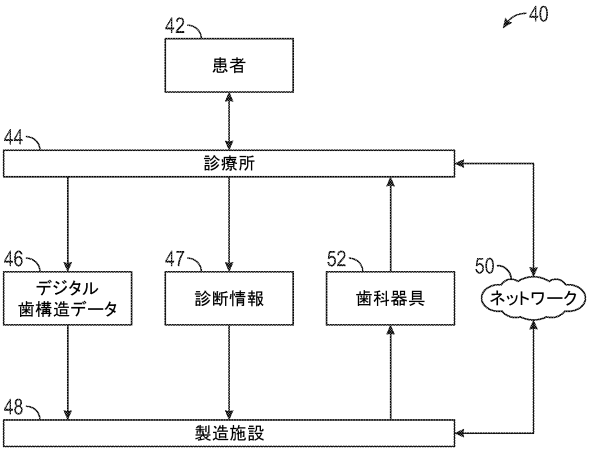 40
42
患者
44
診療所
46
デジタル
歯構造データ
47
診断情報
52
歯科器具
50
ネットワーク
48
製造施設